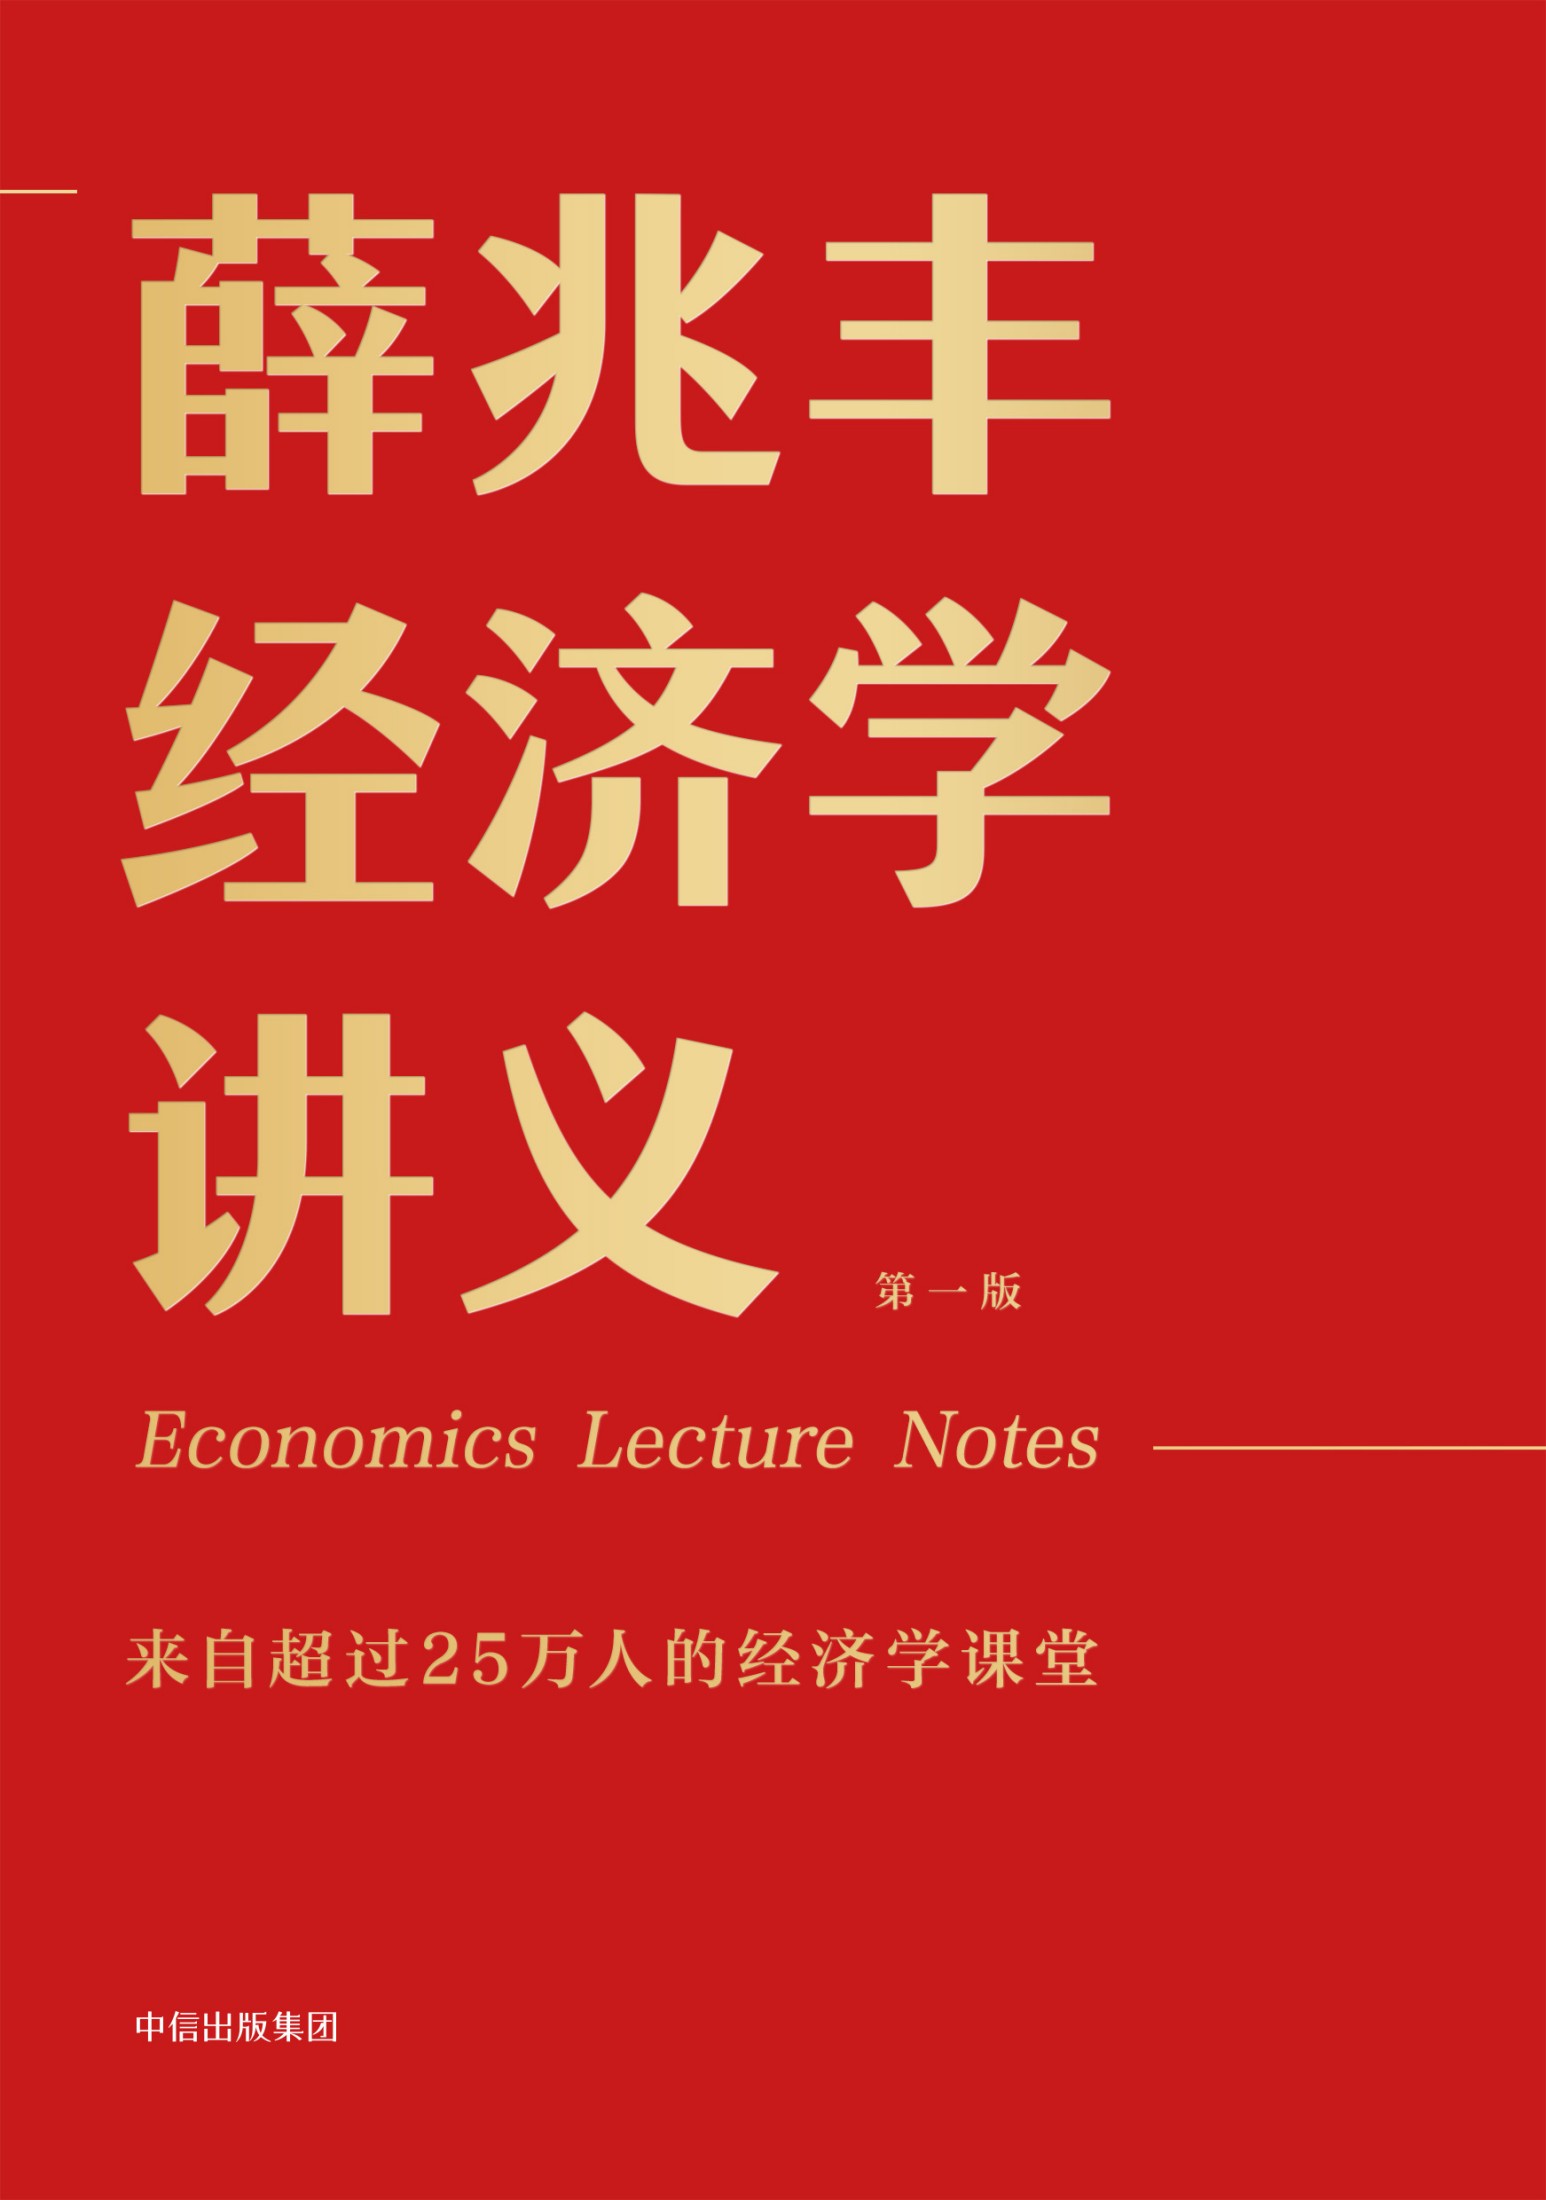 薛兆丰
经济学
讲义 第一版
Economics Lecture Notes
来自超过25万人的经济学课堂
中信出版集团